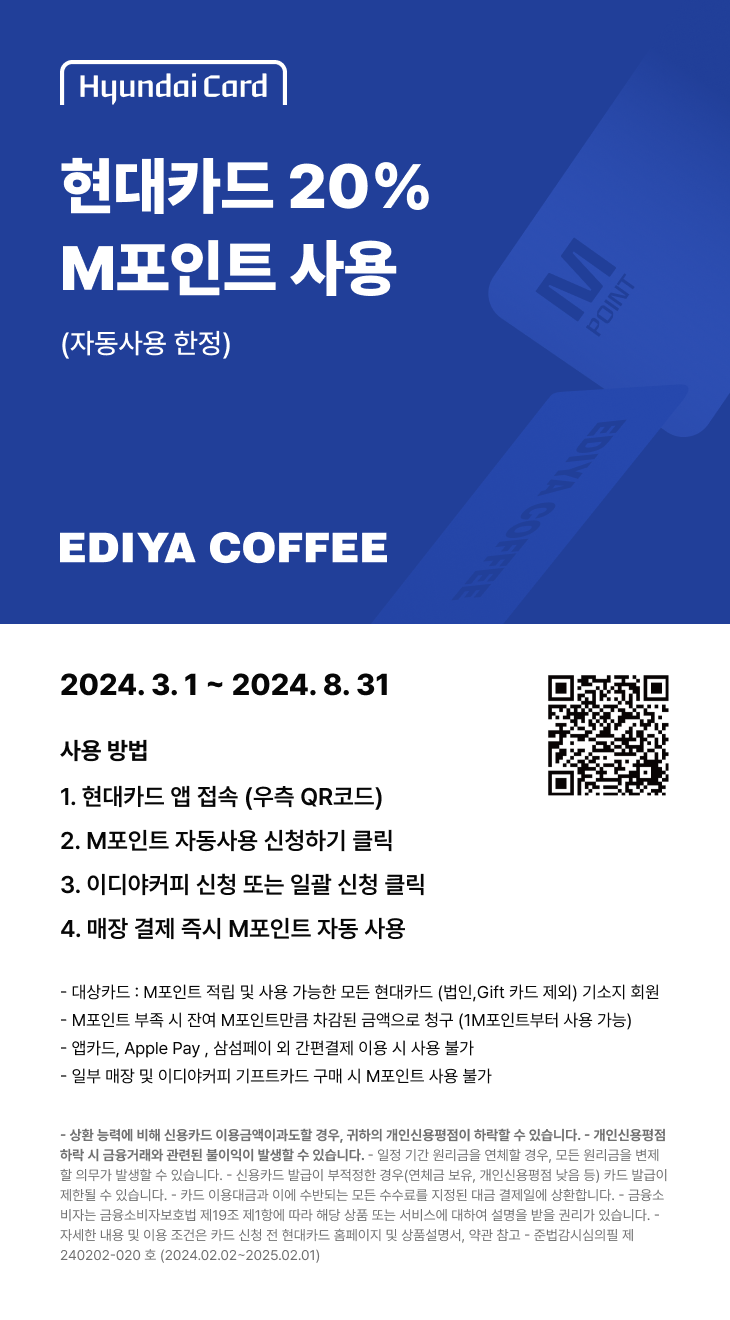 Hyundai Card
현대카드 20%
M포인트 사용
(자동사용 한정)
M
POINT
EDIYA COFFEE
EDIYA COFFEE
2024. 3. 1 ~ 2024. 8. 31
사용 방법
1. 현대카드 앱 접속 (우측 QR코드)
2. M포인트 자동사용 신청하기 클릭
3. 이디야커피 신청 또는 일괄 신청 클릭
4. 매장 결제 즉시 M포인트 자동 사용
- 대상카드 : M포인트 적립 및 사용 가능한 모든 현대카드 (법인,Gift 카드 제외) 기소지 회원
- M포인트 부족 시 잔여 M포인트만큼 차감된 금액으로 청구 (1M포인트부터 사용 가능)
- 앱카드, Apple Pay , 삼섬페이 외 간편결제 이용 시 사용 불가
- 일부 매장 및 이디야커피 기프트카드 구매 시 M포인트 사용 불가
- 상환 능력에 비해 신용카드 이용금액이과도할 경우, 귀하의 개인신용평점이 하락할 수 있습니다. - 개인신용평점
하락 시 금융거래와 관련된 불이익이 발생할 수 있습니다. - 일정 기간 원리금을 연체할 경우, 모든 원리금을 변제
할 의무가 발생할 수 있습니다. - 신용카드 발급이 부적정한 경우(연체금 보유, 개인신용평점 낮음 등) 카드 발급이
제한될 수 있습니다. - 카드 이용대금과 이에 수반되는 모든 수수료를 지정된 대금 결제일에 상환합니다. - 금융소
비자는 금융소비자보호법 제19조 제1항에 따라 해당 상품 또는 서비스에 대하여 설명을 받을 권리가 있습니다. -
자세한 내용 및 이용 조건은 카드 신청 전 현대카드 홈페이지 및 상품설명서, 약관 참고 - 준법감시심의필 제
240202-020 호 (2024.02.02~2025.02.01)